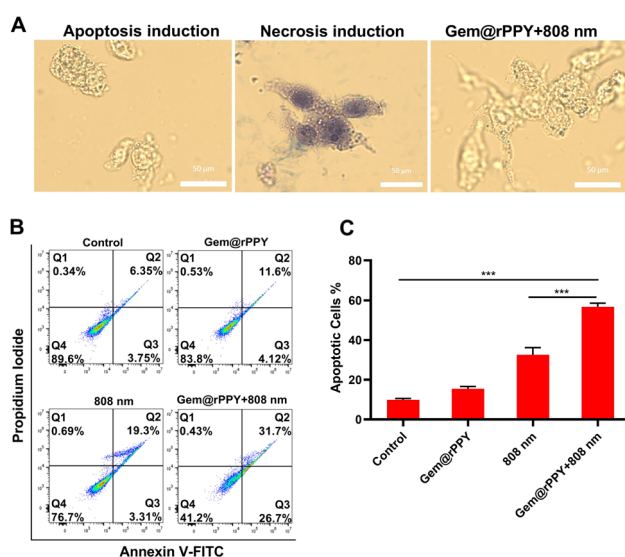 A
Apoptosis induction
Necrosis induction
Gem@rPPY+808 nm
50 μm
50 μm
50 μm
B
Control
Gem@rPPY
Q1
0.34%
Q2
6.35%
Q1
0.53%
Q2
11.6%
Q4
89.6%
Q3
3.75%
Q4
83.8%
Q3
4.12%
808 nm
Gem@rPPY+808 nm
Q1
0.69%
Q2
19.3%
Q1
0.43%
Q2
31.7%
Q4
76.7%
Q3
3.31%
Q4
41.2%
Q3
26.7%
Propidium Iodide
Annexin V-FITC
C
Apoptotic Cells %
80
60
40
20
0
***
***
Control
Gem@rPPY
808 nm
Gem@rPPY+808 nm